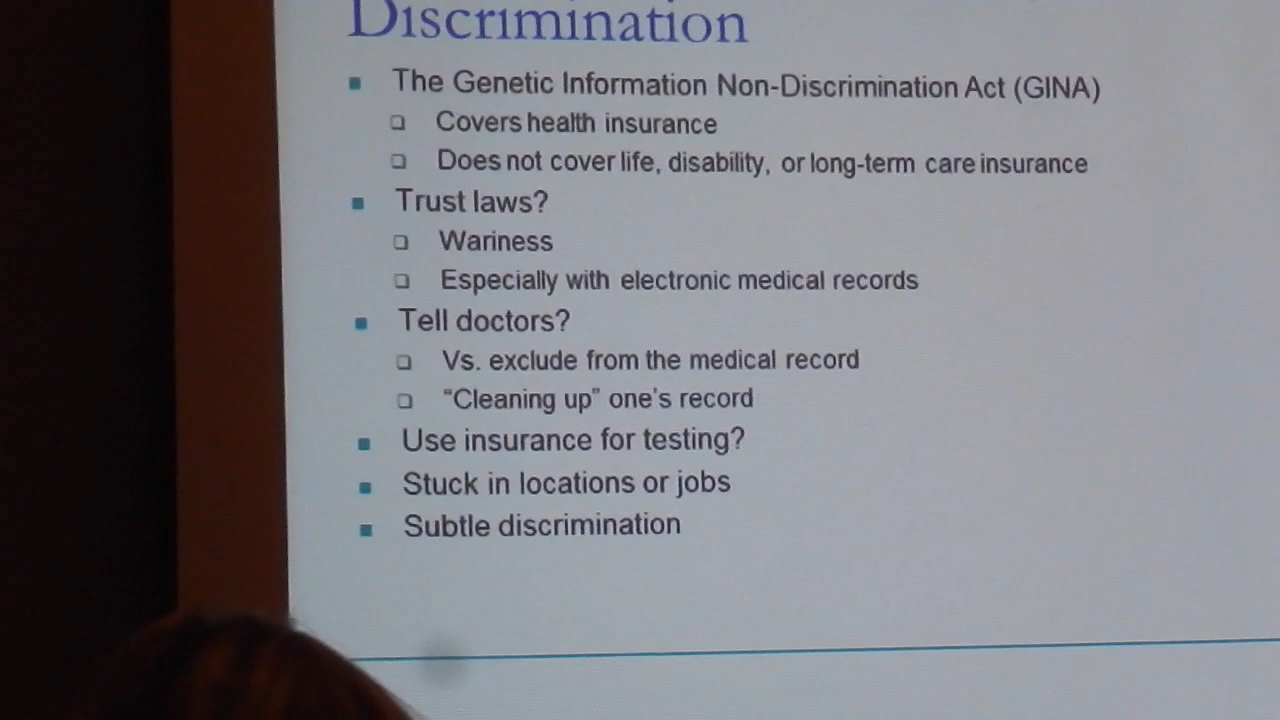 Discrimination
The Genetic Information Non-Discrimination Act (GINA)
Covers health insurance
Does not cover life, disability, or long-term care insurance
Trust laws?
Wariness
Especially with electronic medical records
Tell doctors?
Vs. exclude from the medical record
“Cleaning up” one’s record
Use insurance for testing?
Stuck in locations or jobs
Subtle discrimination